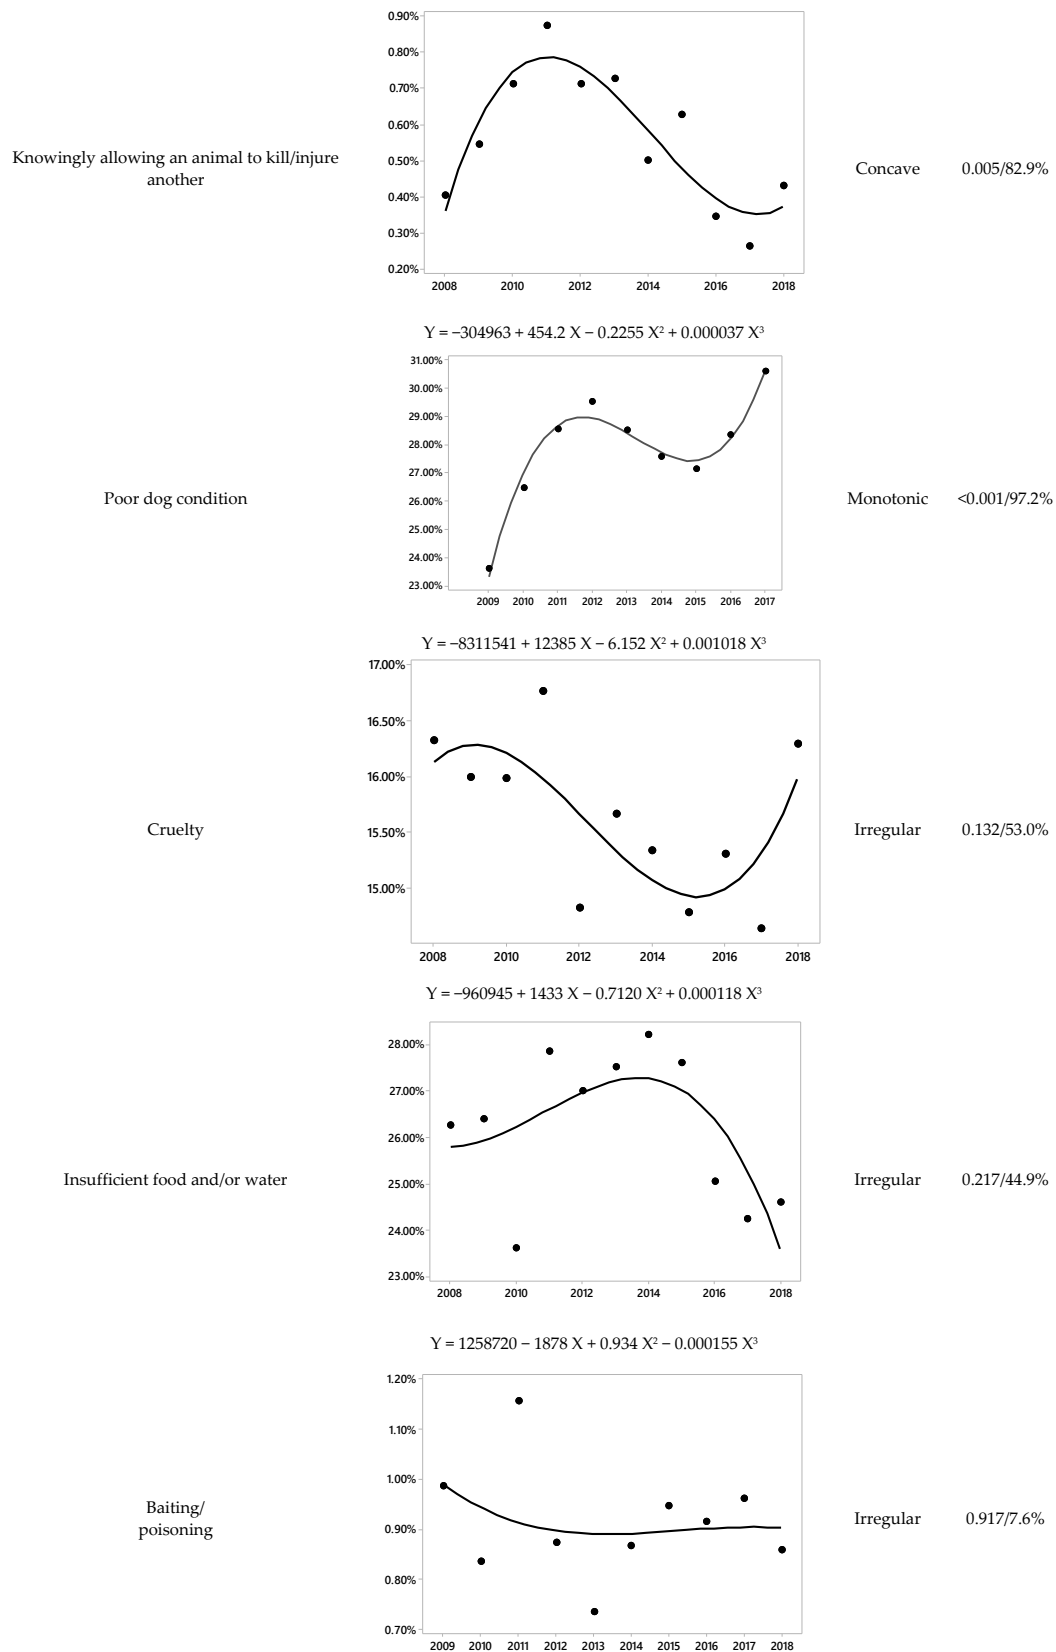 0.90%
0.80%
0.70%
0.60%
0.50%
0.40%
0.30%
0.20%
2008 2010 2012 2014 2016 2018
Knowingly allowing an animal to kill/injure
another
Concave 0.005/82.9%
Y = −304963 + 454.2 X − 0.2255 X² + 0.000037 X³
31.00%
30.00%
29.00%
28.00%
27.00%
26.00%
25.00%
24.00%
23.00%
2009 2010 2011 2012 2013 2014 2015 2016 2017
Poor dog condition
Monotonic <0.001/97.2%
Y = −8311541 + 12385 X − 6.152 X² + 0.001018 X³
17.00%
16.50%
16.00%
15.50%
15.00%
2008 2010 2012 2014 2016 2018
Cruelty
Irregular 0.132/53.0%
Y = −960945 + 1433 X − 0.7120 X² + 0.000118 X³
28.00%
27.00%
26.00%
25.00%
24.00%
23.00%
2008 2010 2012 2014 2016 2018
Insufficient food and/or water
Irregular 0.217/44.9%
Y = 1258720 − 1878 X + 0.934 X² − 0.000155 X³
1.20%
1.10%
1.00%
0.90%
0.80%
0.70%
2009 2010 2011 2012 2013 2014 2015 2016 2017 2018
Baiting/
poisoning
Irregular 0.917/7.6%